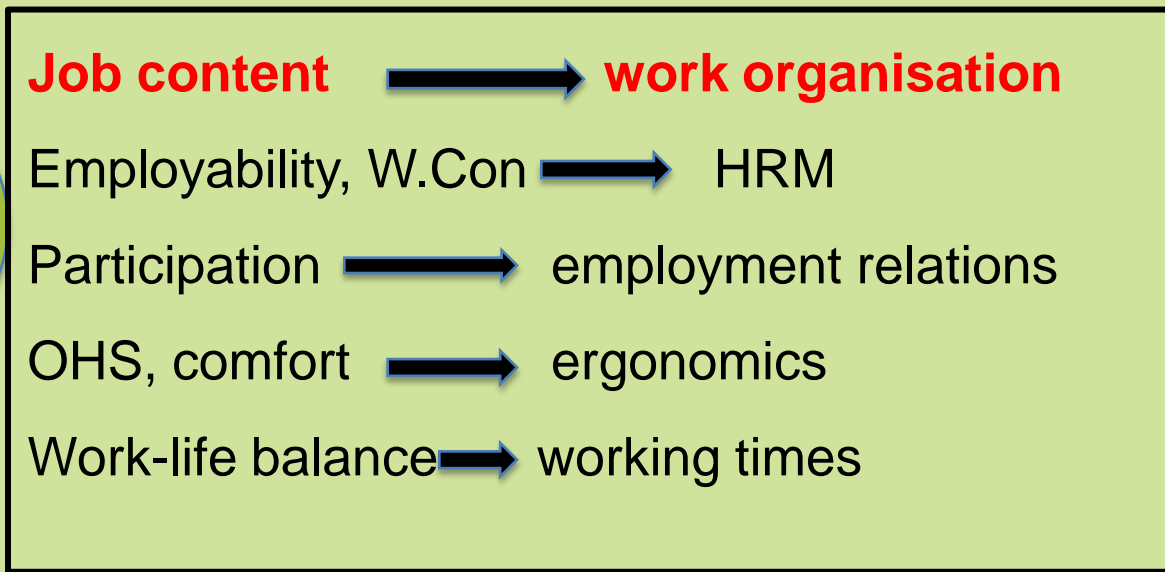 Job content work organisation
Employability, W.Con HRM
Participation employment relations
OHS, comfort ergonomics
Work-life balance working times